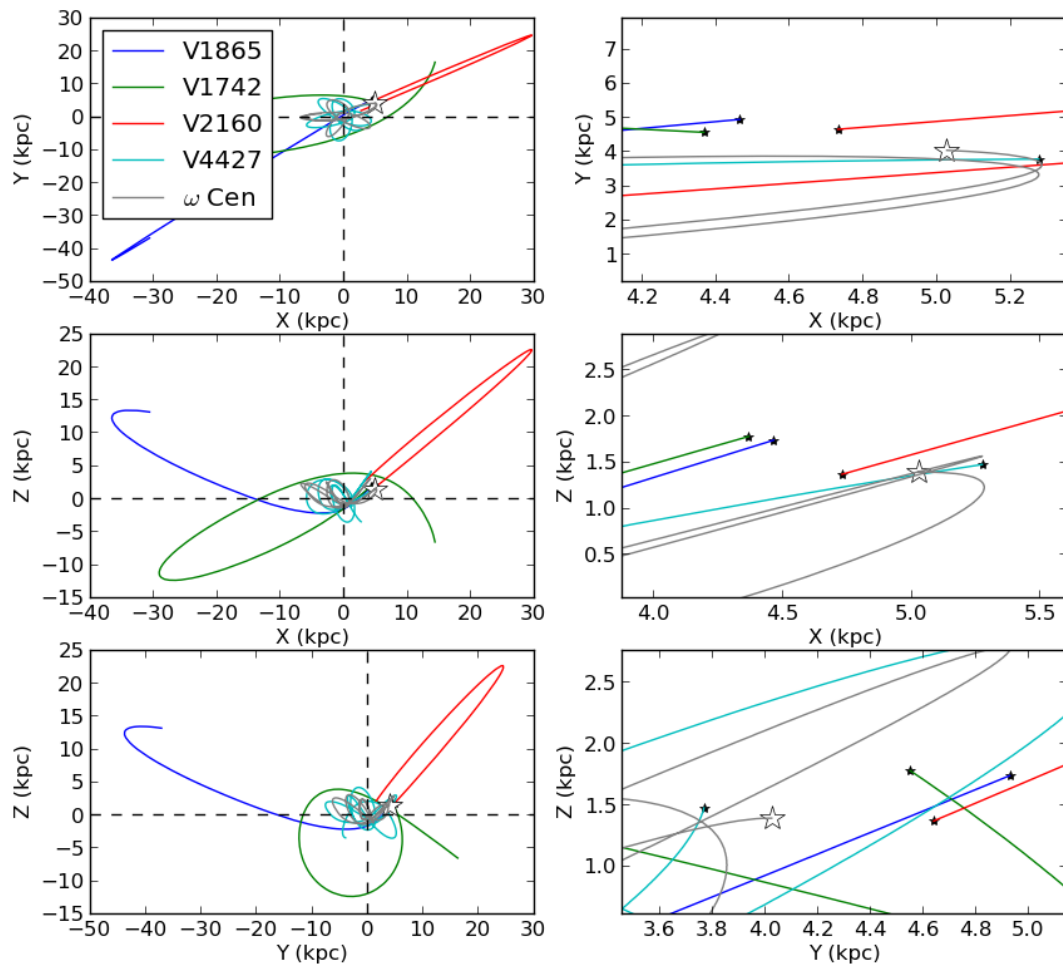 30
20
10
0
−10
−20
−30
−40
−50
Y (kpc)
V1865
V1742
V2160
V4427
ω Cen
−40 −30 −20 −10 0 10 20 30
X (kpc)
7
6
5
4
3
2
1
Y (kpc)
4.2 4.4 4.6 4.8 5.0 5.2
X (kpc)
25
20
15
10
5
0
−5
−10
−15
Z (kpc)
−40 −30 −20 −10 0 10 20 30
X (kpc)
2.5
2.0
1.5
1.0
0.5
Z (kpc)
4.0 4.5 5.0 5.5
X (kpc)
25
20
15
10
5
0
−5
−10
−15
Z (kpc)
−50 −40 −30 −20 −10 0 10 20 30
Y (kpc)
2.5
2.0
1.5
1.0
Z (kpc)
3.6 3.8 4.0 4.2 4.4 4.6 4.8 5.0
Y (kpc)